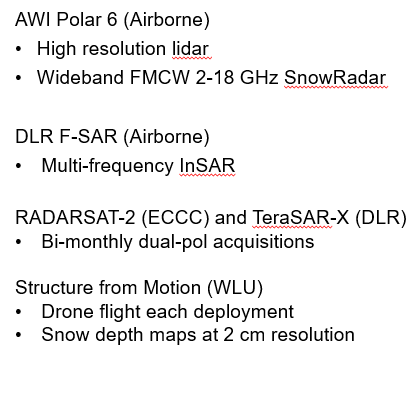 AWI Polar 6 (Airborne)
• High resolution lidar
• Wideband FMCW 2-18 GHz SnowRadar
DLR F-SAR (Airborne)
• Multi-frequency InSAR
RADARSAT-2 (ECCC) and TeraSAR-X (DLR)
• Bi-monthly dual-pol acquisitions
Structure from Motion (WLU)
• Drone flight each deployment
• Snow depth maps at 2 cm resolution